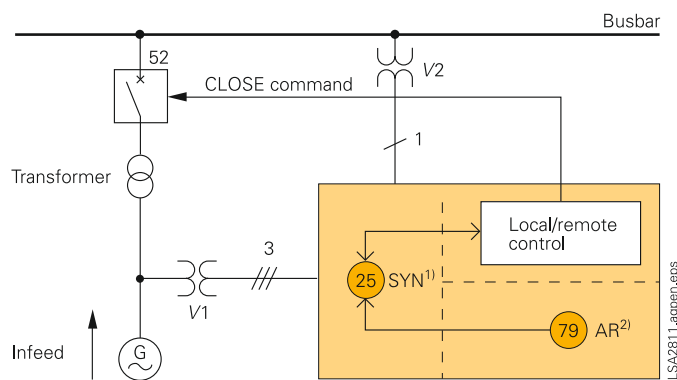 Busbar
52
V2
CLOSE command
1
Transformer
Local/remote
control
3
25 SYN1)
V1
79 AR2)
Infeed
G
LSA2811.agpen.eps